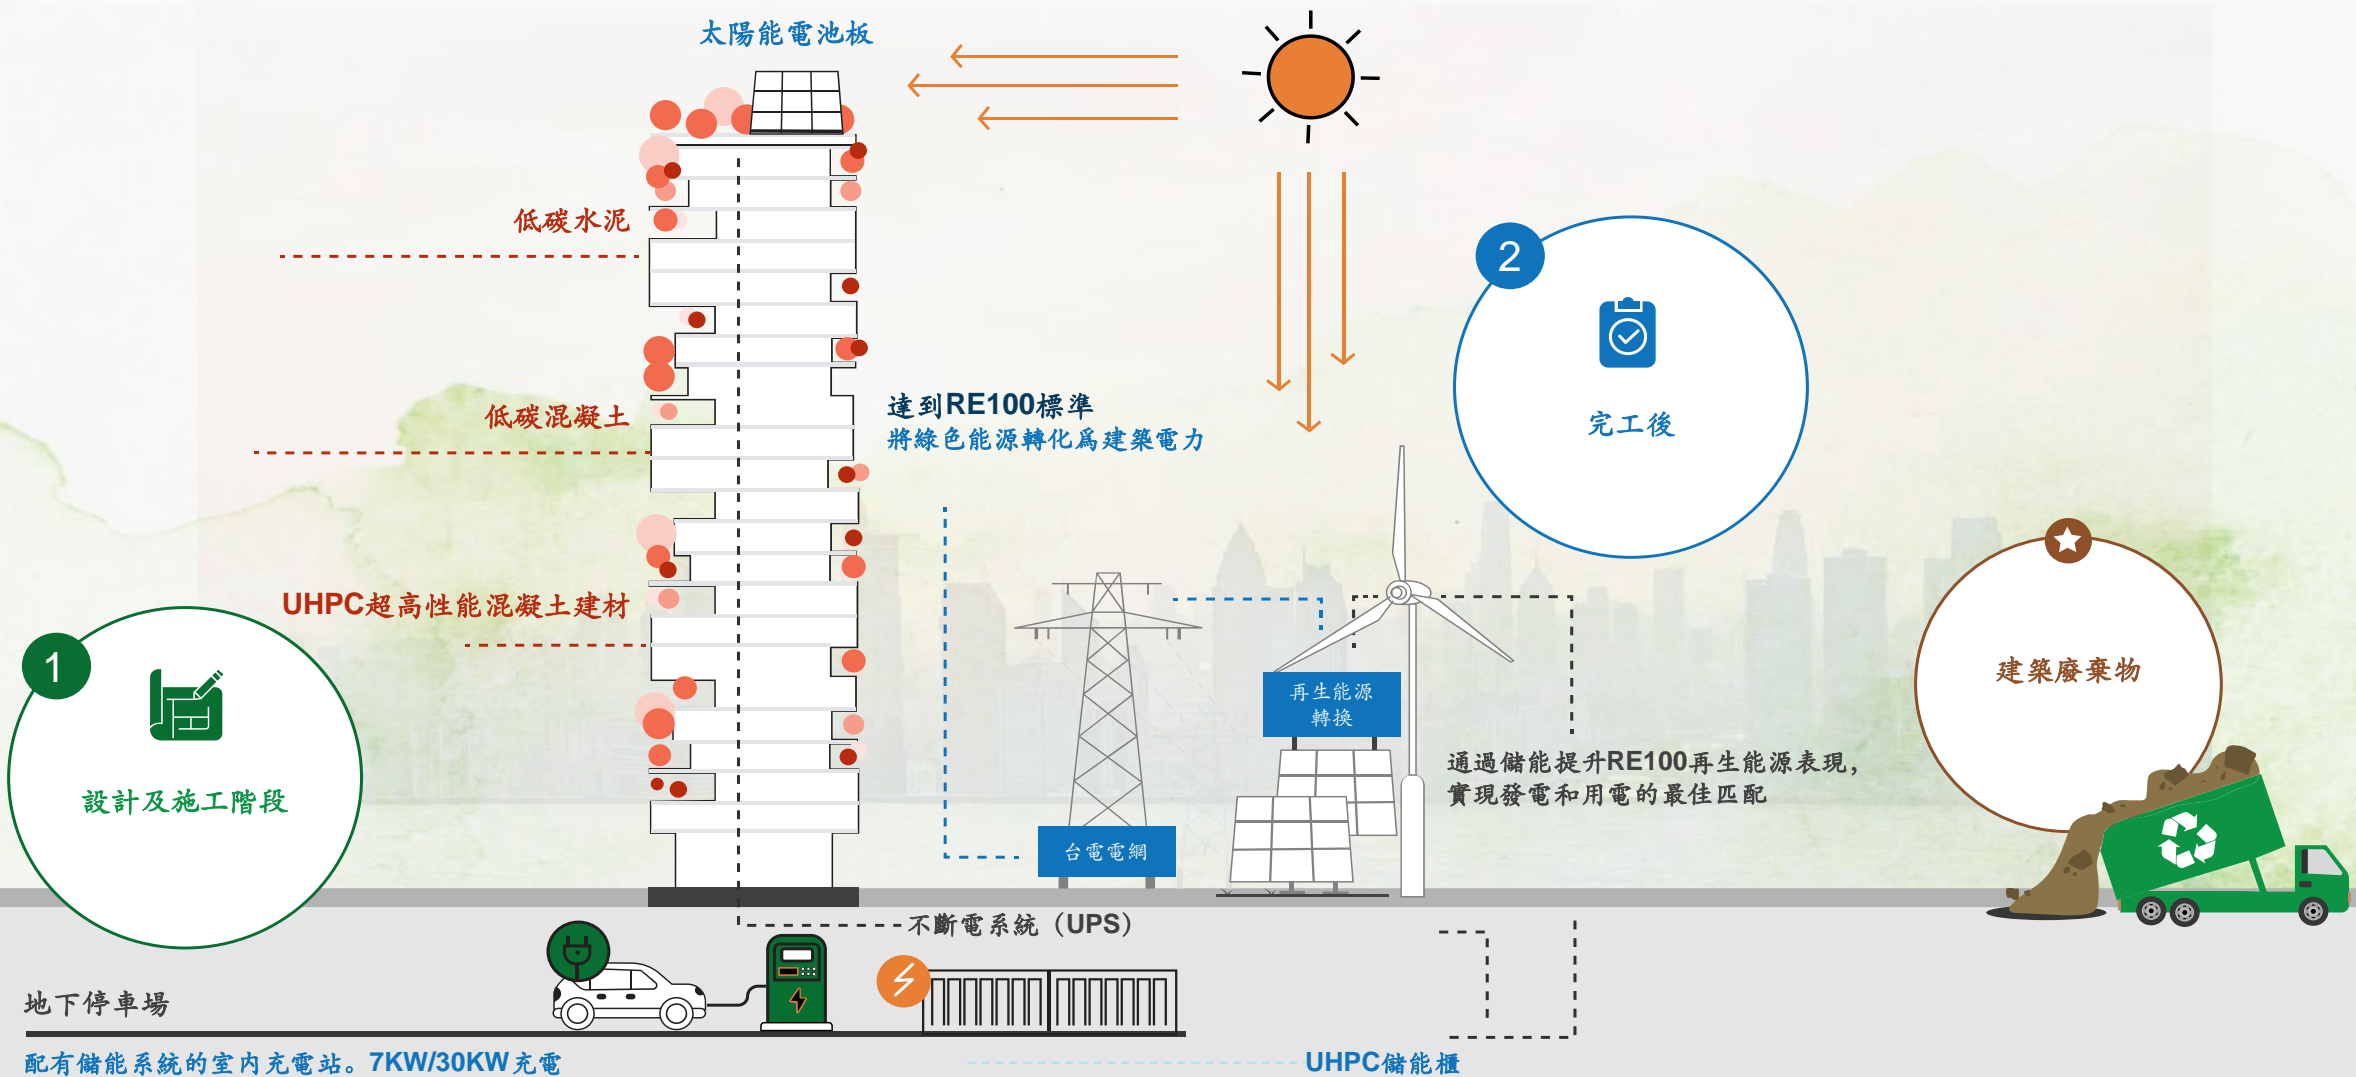 太陽能電池板
低碳水泥
2
低碳混凝土
達到RE100標準
將綠色能源轉化爲建築電力
完工後
UHPC超高性能混凝土建材
1
設計及施工階段
建築廢棄物
再生能源
轉換
通過儲能提升RE100再生能源表現,
實現發電和用電的最佳匹配
台電電網
不斷電系統（UPS）
地下停車場
配有儲能系統的室内充電站。7KW/30KW充電
UHPC儲能櫃